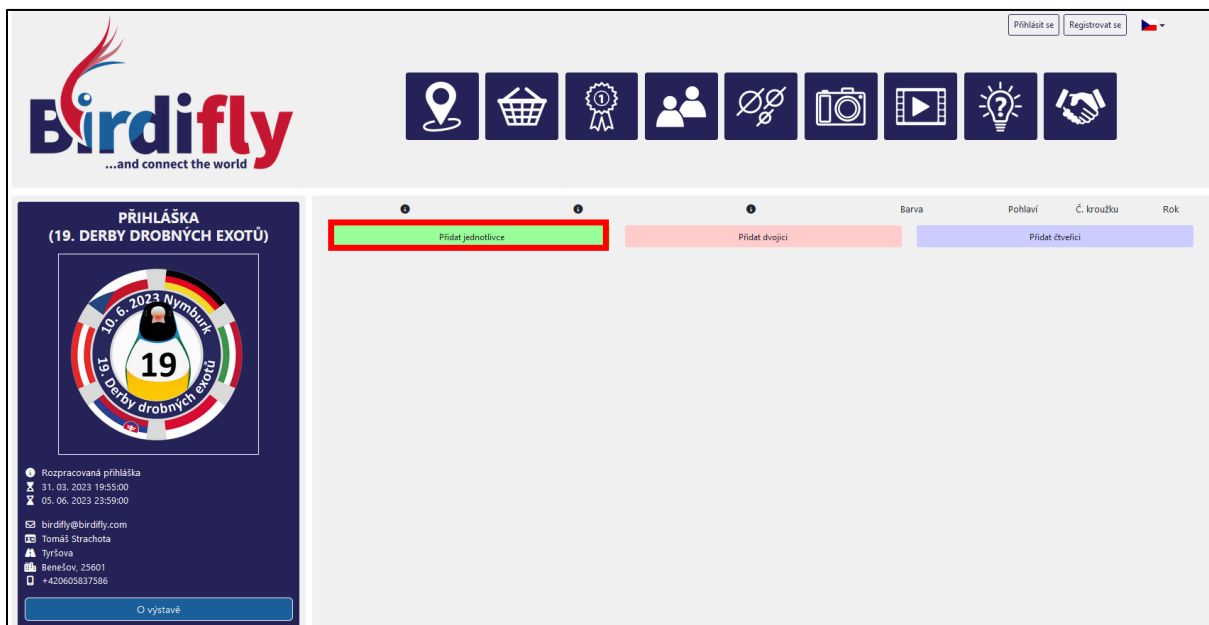 Přihlásit se
Registrovat se
Birdifly
...and connect the world
1
?
PŘIHLÁŠKA
(19. DERBY DROBNÝCH EXOTŮ)
10. 6. 2023 Nymburk
19
19. Derby drobných exotů
Rozpracovaná přihláška
31. 03. 2023 19:55:00
05. 06. 2023 23:59:00
birdifly@birdifly.com
Tomáš Strachota
Tyršova
Benešov, 25601
+420605837586
O výstavě
Barva
Pohlaví
Č. kroužku
Rok
Přidat jednotlivce
Přidat dvojici
Přidat čtveřici